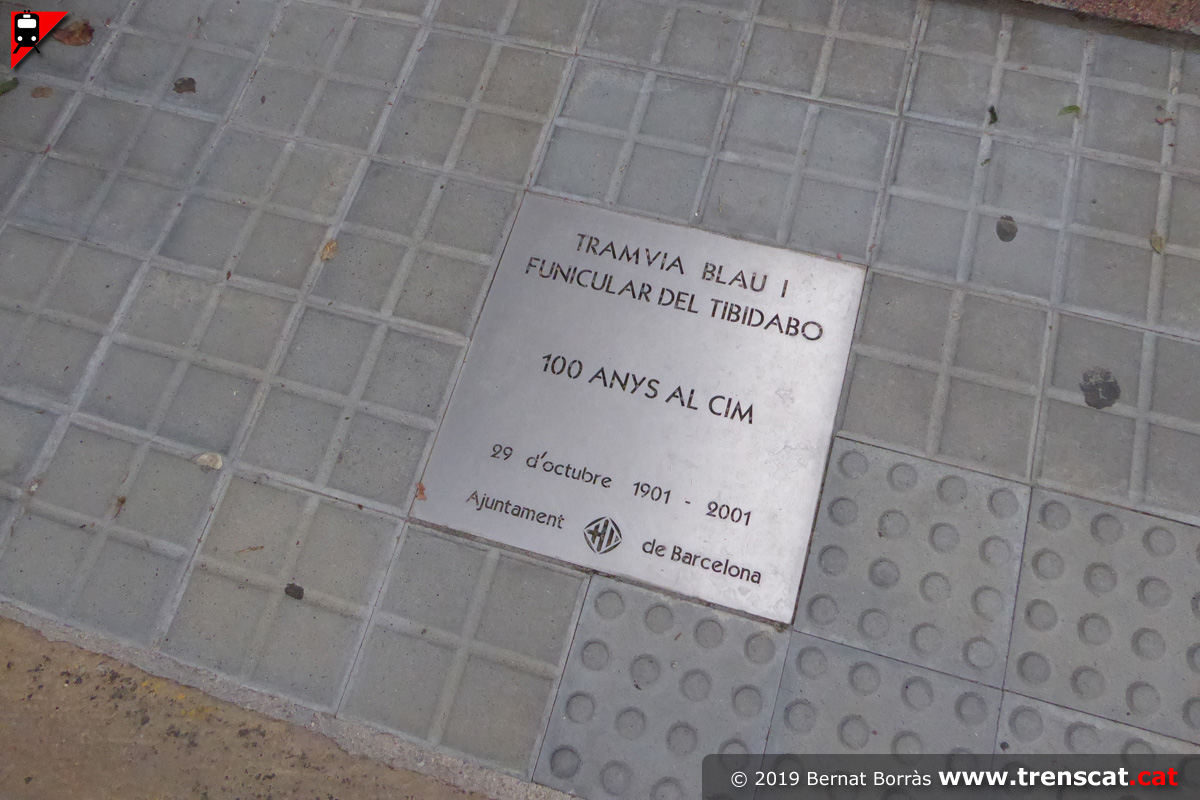 TRAMVIA BLAU I
FUNICULAR DEL TIBIDABO
100 ANYS AL CIM
29 d'octubre 1901 - 2001
Ajuntament de Barcelona
© 2019 Bernat Borràs www.trenscat.cat